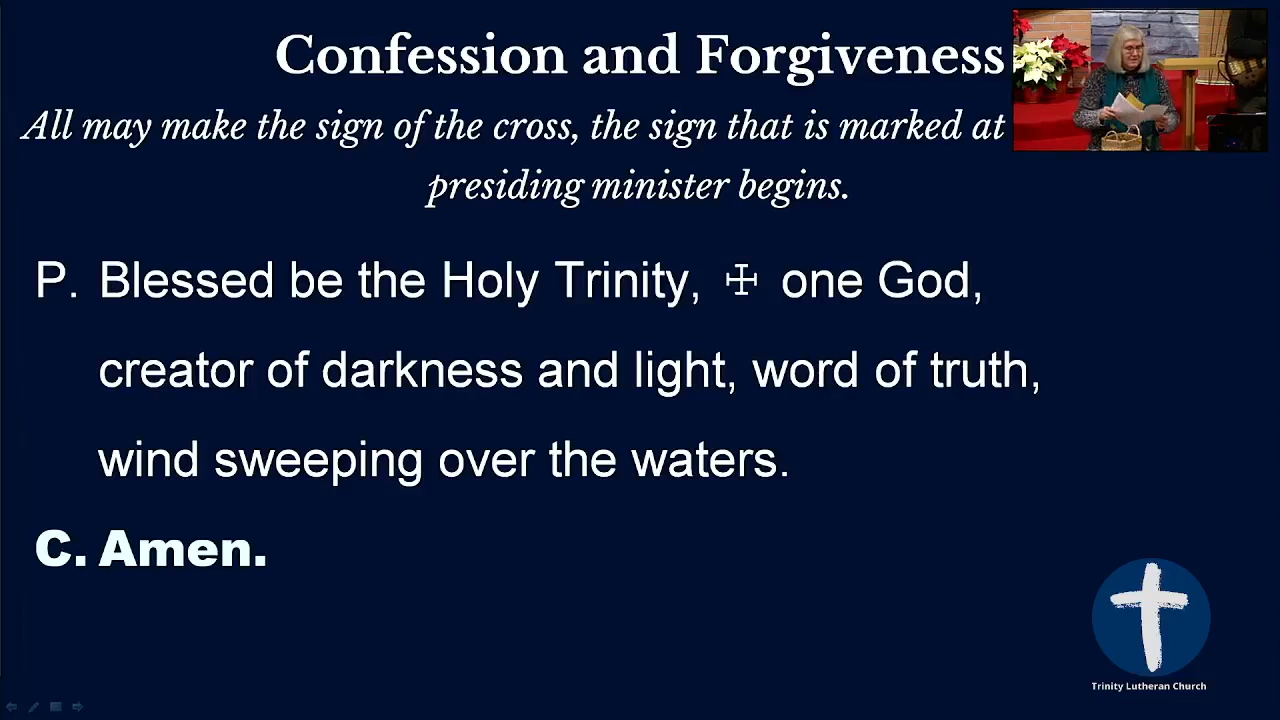 Confession and Forgiveness
All may make the sign of the cross, the sign that is marked at
presiding minister begins.
P. Blessed be the Holy Trinity, ☩ one God,
creator of darkness and light, word of truth,
wind sweeping over the waters.
C. Amen.
Trinity Lutheran Church